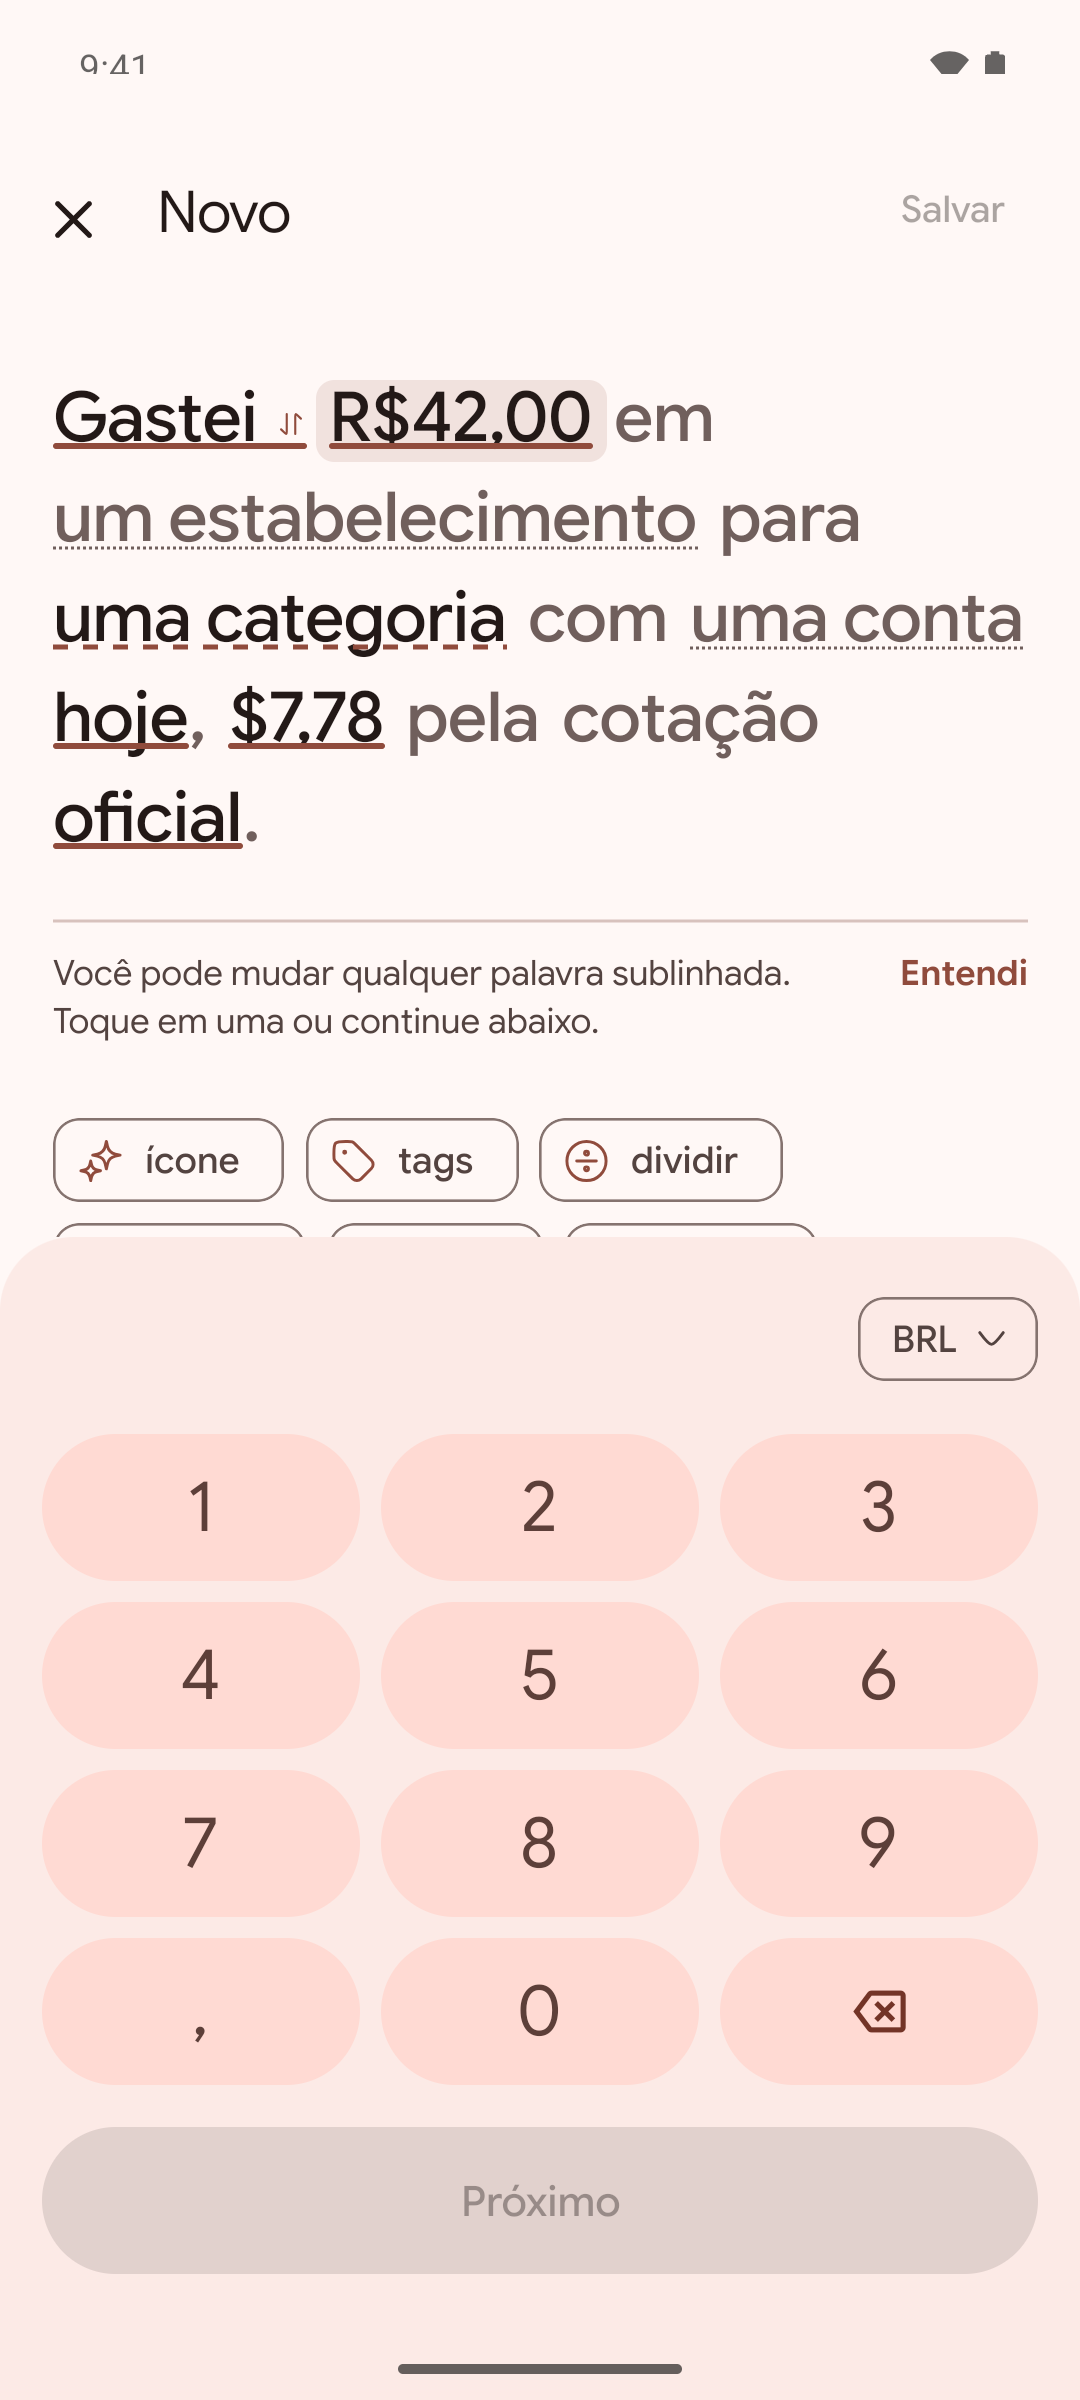 9:41
Novo
Salvar
Gastei R$42,00 em
um estabelecimento para
uma categoria com uma conta
hoje, $7,78 pela cotação
oficial.
Você pode mudar qualquer palavra sublinhada.
Toque em uma ou continue abaixo.
Entendi
ícone
tags
dividir
BRL
1
2
3
4
5
6
7
8
9
,
0
Próximo